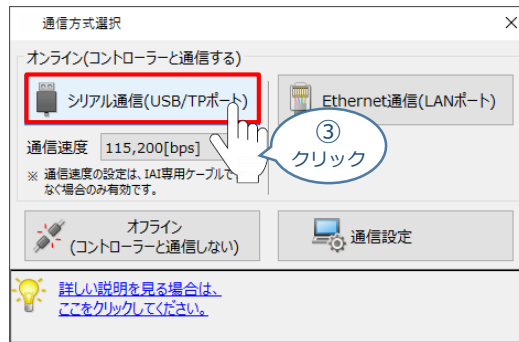 通信方式選択
オンライン(コントローラーと通信する)
シリアル通信(USB/TPポート)
Ethernet通信(LANポート)
③
クリック
通信速度 115,200[bps]
※ 通信速度の設定は、IAI専用ケーブルで
なぐ場合のみ有効です。
オフライン
(コントローラーと通信しない)
通信設定
詳しい説明を見る場合は、
ここをクリックしてください。